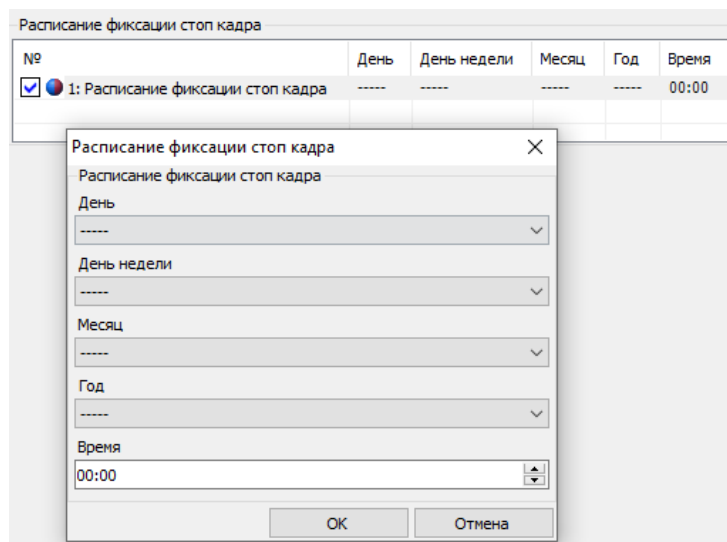 Расписание фиксации стоп кадра
№ День День недели Месяц Год Время
1: Расписание фиксации стоп кадра ----- ----- ----- ----- 00:00
Расписание фиксации стоп кадра
Расписание фиксации стоп кадра
День
-----
День недели
-----
Месяц
-----
Год
-----
Время
00:00
OK Отмена